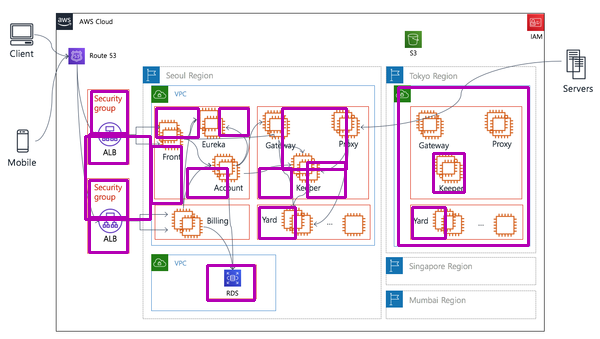 aws
AWS Cloud
IAM
Client
Route 53
S3
Servers
Seoul Region
Tokyo Region
VPC
Security
group
ALB
Front
Eureka
Gateway
Proxy
Gateway
Proxy
Mobile
Account
Keeper
Keeper
Security
group
ALB
Billing
Yard
...
Yard
...
VPC
RDS
Singapore Region
Mumbai Region